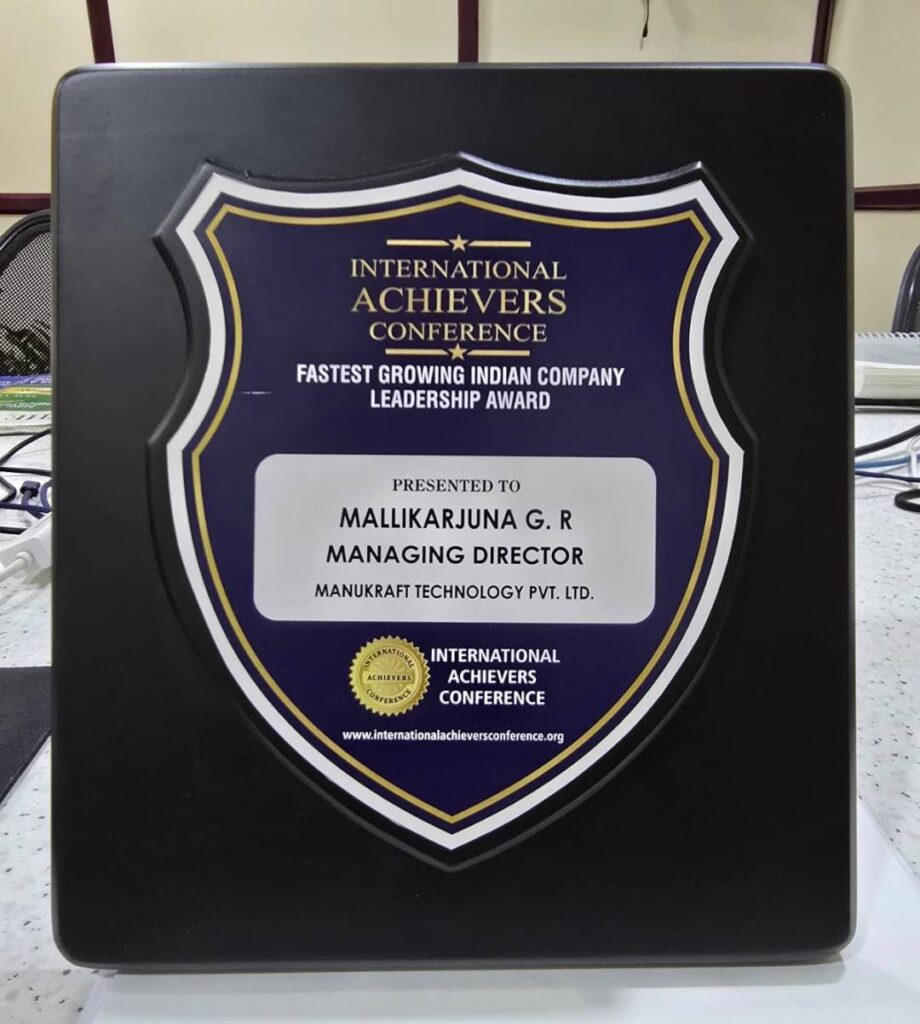 INTERNATIONAL
ACHIEVERS
CONFERENCE
FASTEST GROWING INDIAN COMPANY
LEADERSHIP AWARD
PRESENTED TO
MALLIKARJUNA G. R
MANAGING DIRECTOR
MANUKRAFT TECHNOLOGY PVT. LTD.
INTERNATIONAL
ACHIEVERS
CONFERENCE
INTERNATIONAL
ACHIEVERS
CONFERENCE
www.internationalachieversconference.org